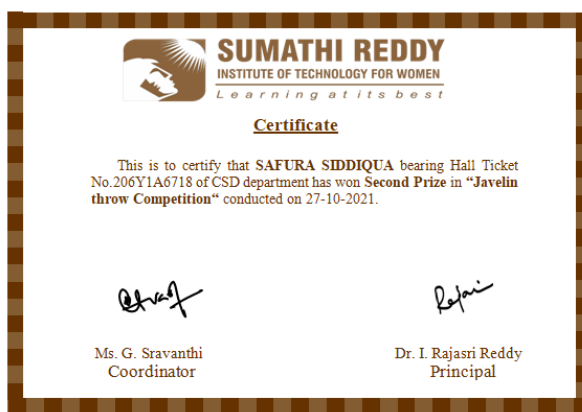 SUMATHI REDDY
INSTITUTE OF TECHNOLOGY FOR WOMEN
Learning at its best
Certificate
This is to certify that SAFURA SIDDIQUA bearing Hall Ticket
No.206Y1A6718 of CSD department has won Second Prize in “Javelin
throw Competition“ conducted on 27-10-2021.
Ms. G. Sravanthi
Coordinator
Dr. I. Rajasri Reddy
Principal